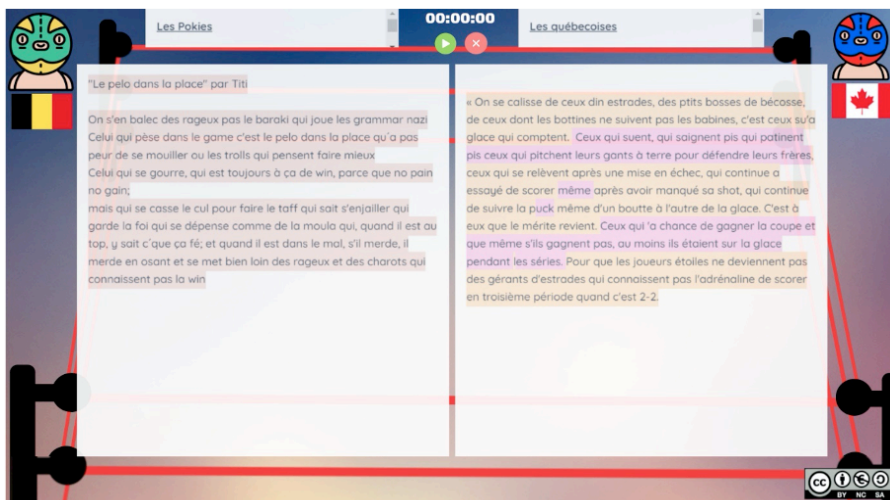 Les Pokies
00:00:00
Les québecoises
"Le pelo dans la place" par Titi
On s'en balec des rageux pas le baraki qui joue les grammar nazi
Celui qui pèse dans le game c'est le pelo dans la place qu'a pas
peur de se mouiller ou les trolls qui pensent faire mieux
Celui qui se gourre, qui est toujours à ça de win, parce que no pain
no gain;
mais qui se casse le cul pour faire le taff qui sait s'enjailler qui
garde la foi qui se dépense comme de la moula qui, quand il est au
top, y sait c'que ça fé; et quand il est dans le mal, s'il merde, il
merde en osant et se met bien loin des rageux et des charots qui
connaissent pas la win
« On se calisse de ceux din estrades, des ptits bosses de bécosse,
de ceux dont les bottines ne suivent pas les babines, c'est ceux su'a
glace qui comptent. Ceux qui suent, qui saignent pis qui patinent
pis ceux qui pitchent leurs gants à terre pour défendre leurs frères,
ceux qui se relèvent après une mise en échec, qui continue a
essayé de scorer même après avoir manqué sa shot, qui continue
de suivre la puck même d'un boutte à l'autre de la glace. C'est à
eux que le mérite revient. Ceux qui 'a chance de gagner la coupe et
que même s'ils gagnent pas, au moins ils étaient sur la glace
pendant les séries. Pour que les joueurs étoiles ne deviennent pas
des gérants d'estrades qui connaissent pas l'adrénaline de scorer
en troisième période quand c'est 2-2.
cc
BY NC SA